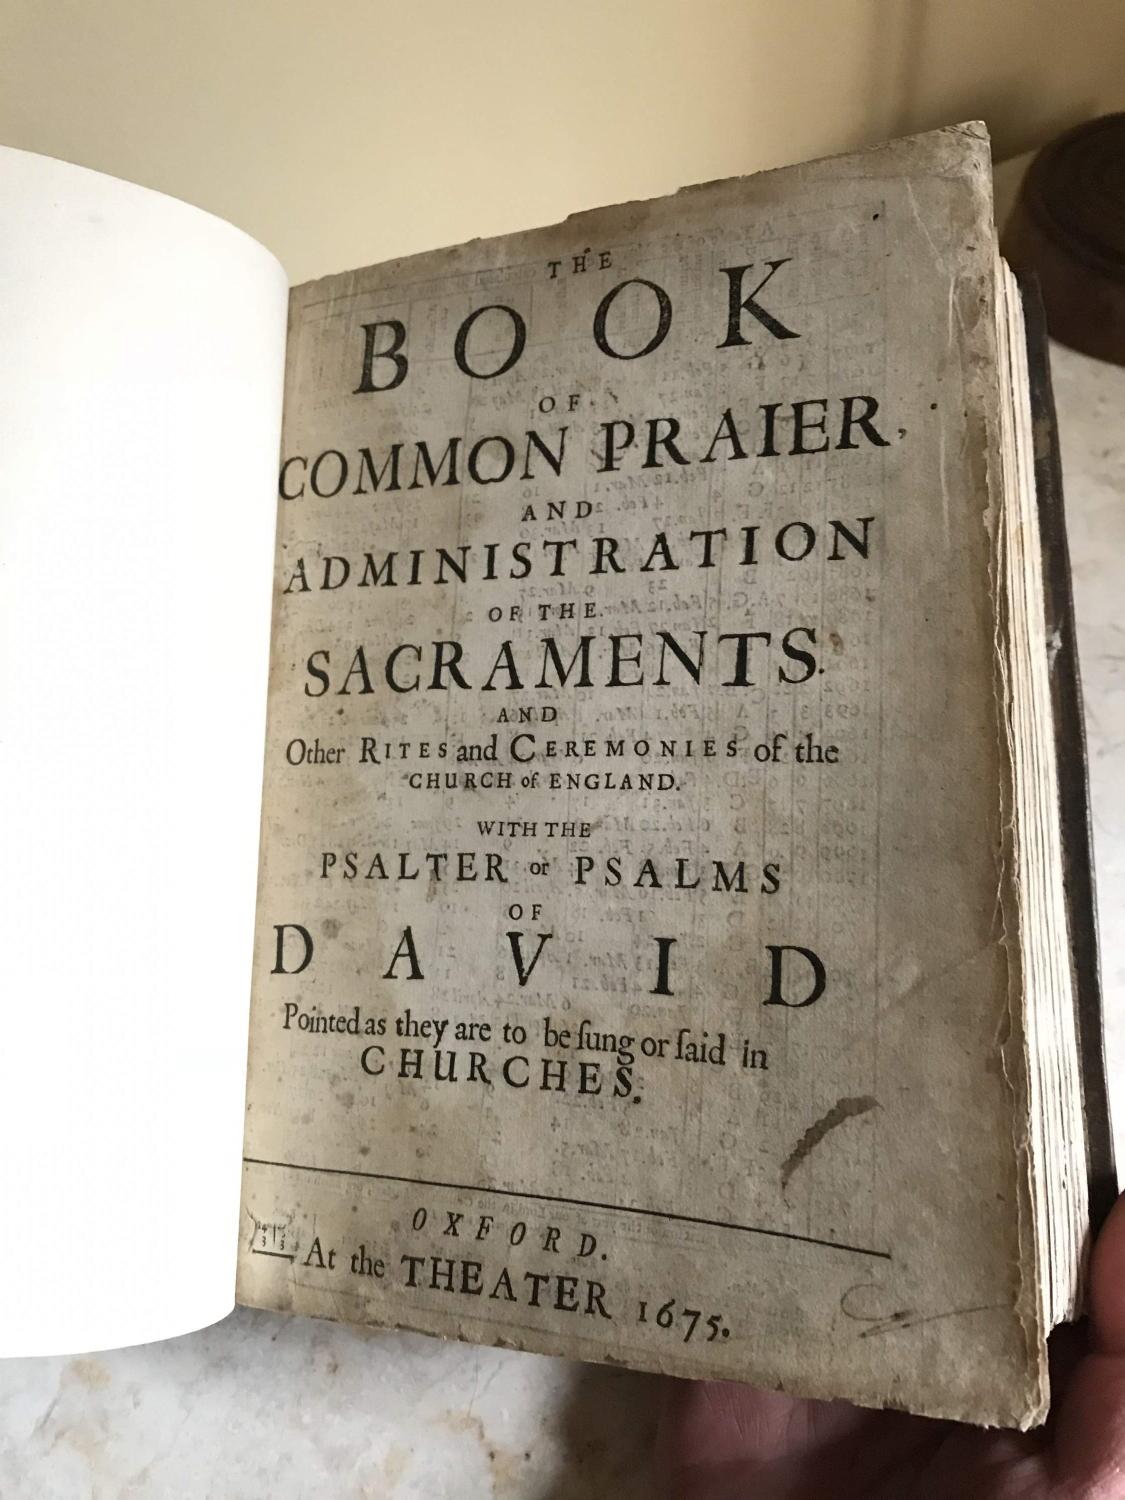 THE
BOOK
OF
COMMON PRAIER,
AND
ADMINISTRATION
OF THE
SACRAMENTS.
AND
Other RITES and CEREMONIES of the
CHURCH of ENGLAND.
WITH THE
PSALTER or PSALMS
OF
DAVID
Pointed as they are to be ſung or ſaid in
CHURCHES.
OXFORD.
At the THEATER 1675.